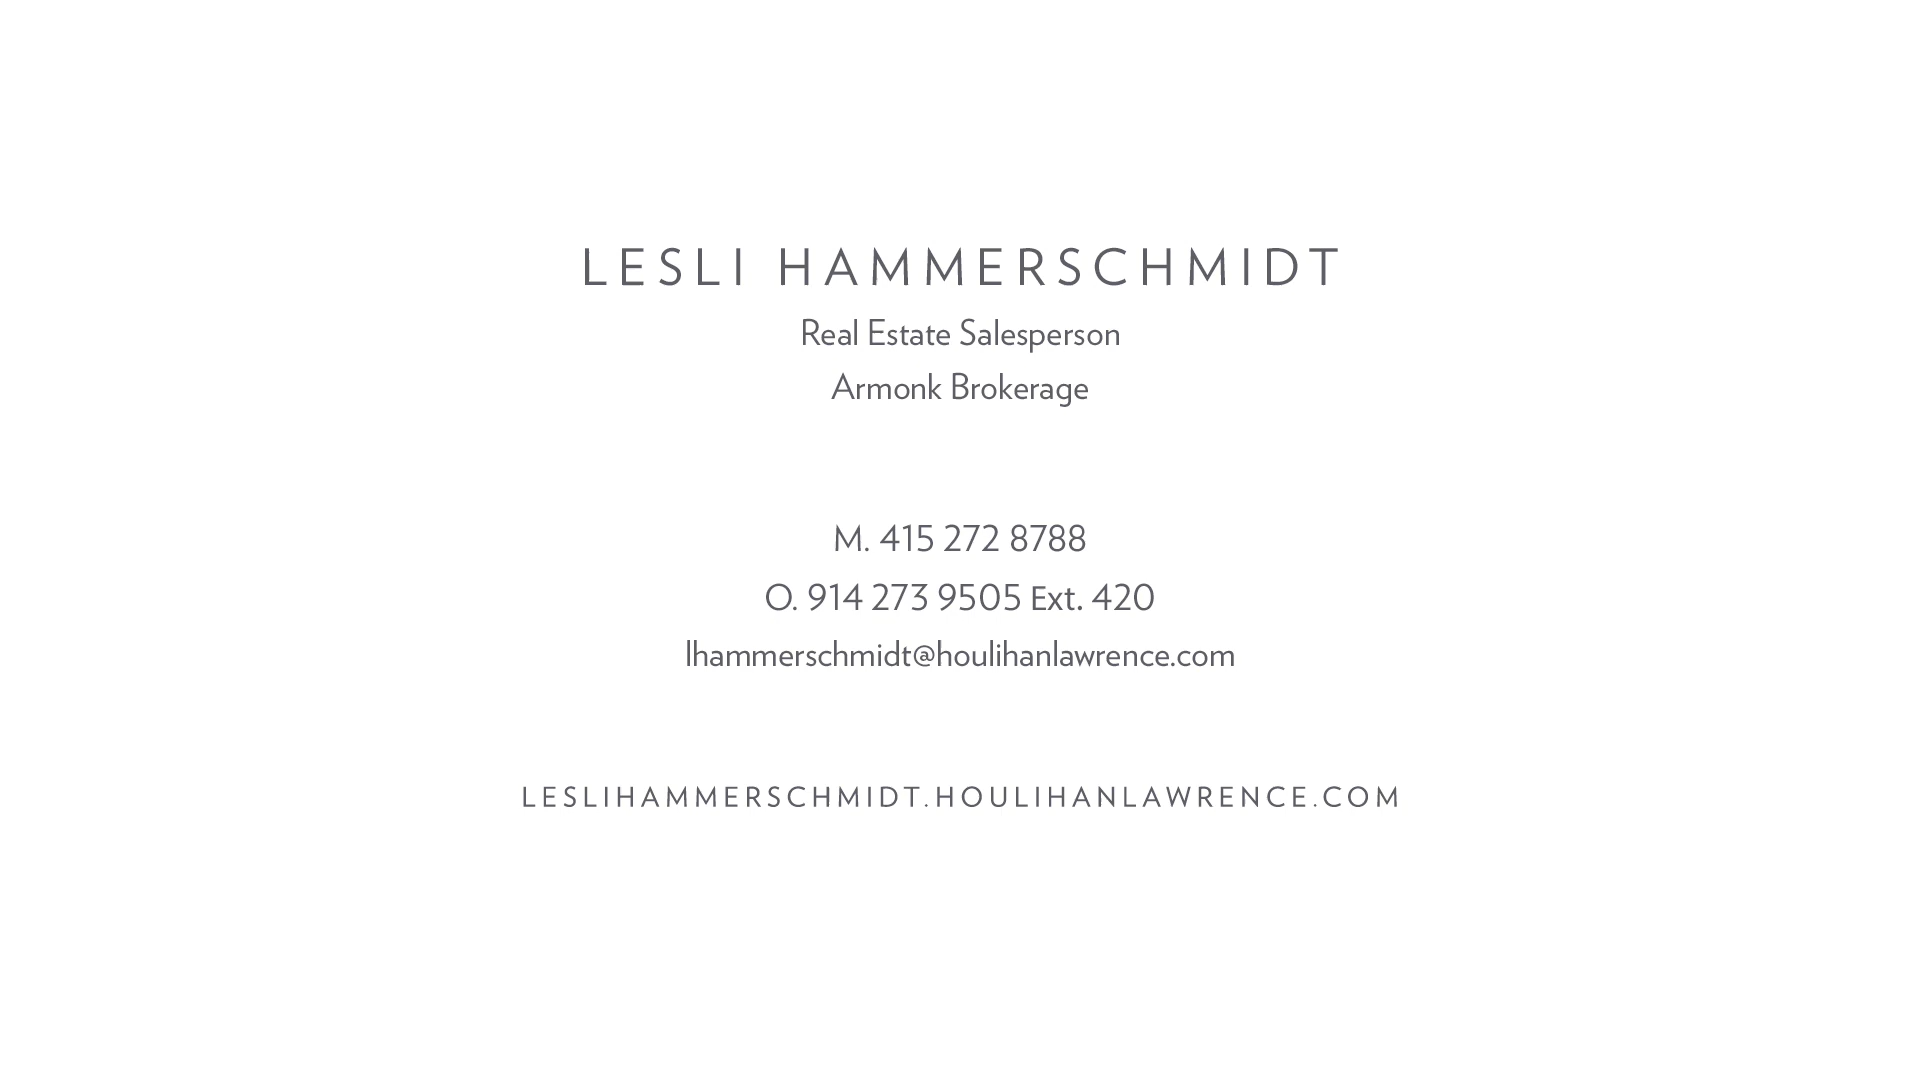 LESLI HAMMERSCHMIDT
Real Estate Salesperson
Armonk Brokerage
M. 415 272 8788
O. 914 273 9505 Ext. 420
lhammerschmidt@houlihanlawrence.com
LESLIHAMMERSCHMIDT.HOULIHANLAWRENCE.COM